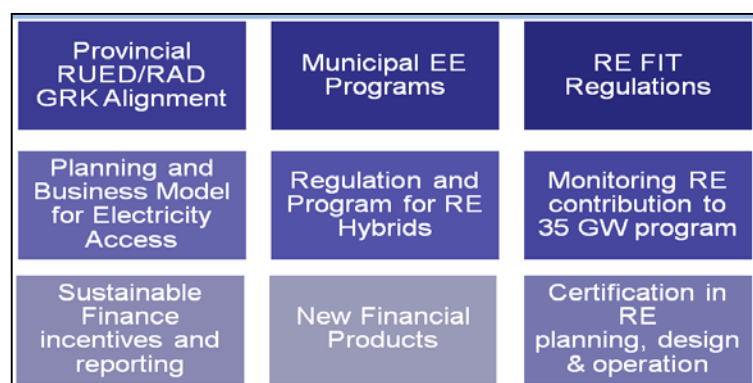 Provincial
RUED/RAD
GRK Alignment
Municipal EE
Programs
RE FIT
Regulations
Planning and
Business Model
for Electricity
Access
Regulation and
Program for RE
Hybrids
Monitoring RE
contribution to
35 GW program
Sustainable
Finance
incentives and
reporting
New Financial
Products
Certification in
RE
planning, design
& operation